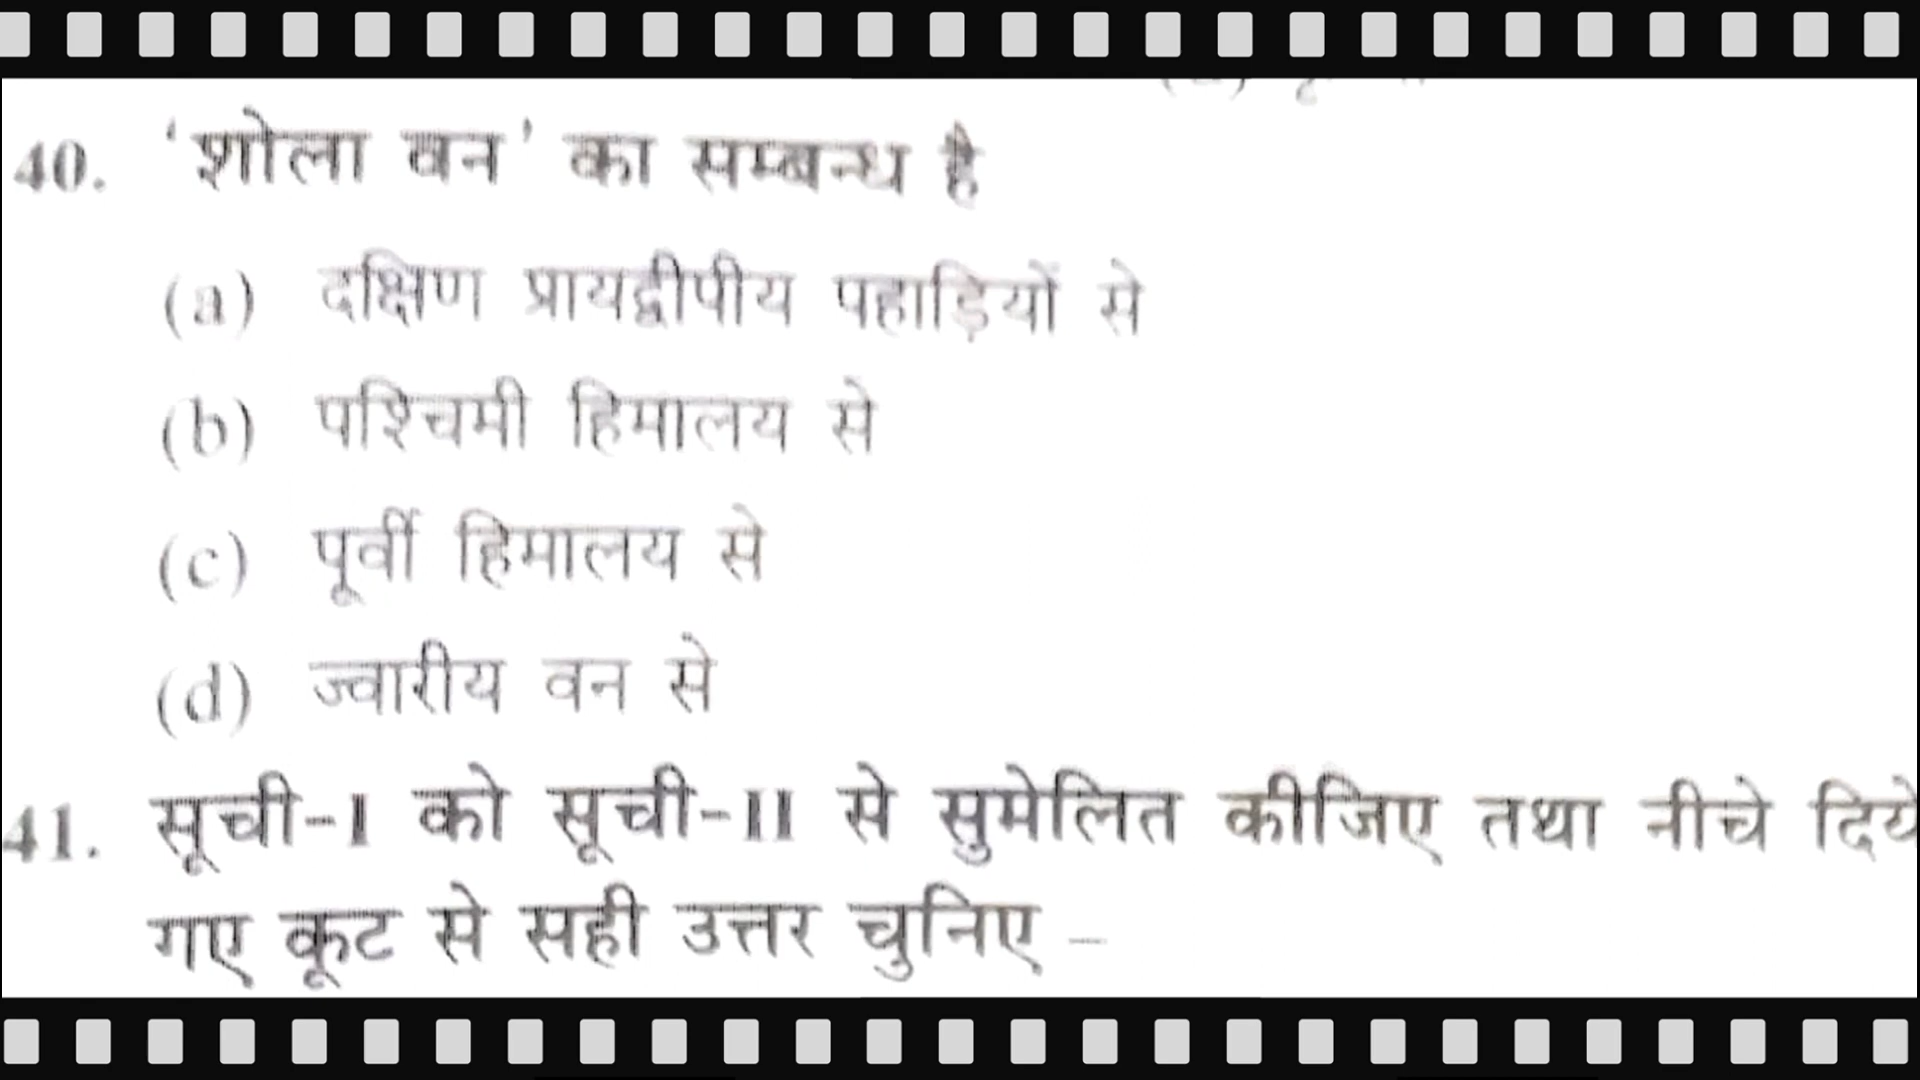 40. 'शोला वन' का सम्बन्ध है
(a) दक्षिण प्रायद्वीपीय पहाड़ियों से
(b) पश्चिमी हिमालय से
(c) पूर्वी हिमालय से
(d) ज्वारीय वन से
41. सूची-I को सूची-II से सुमेलित कीजिए तथा नीचे दिये
गए कूट से सही उत्तर चुनिए –